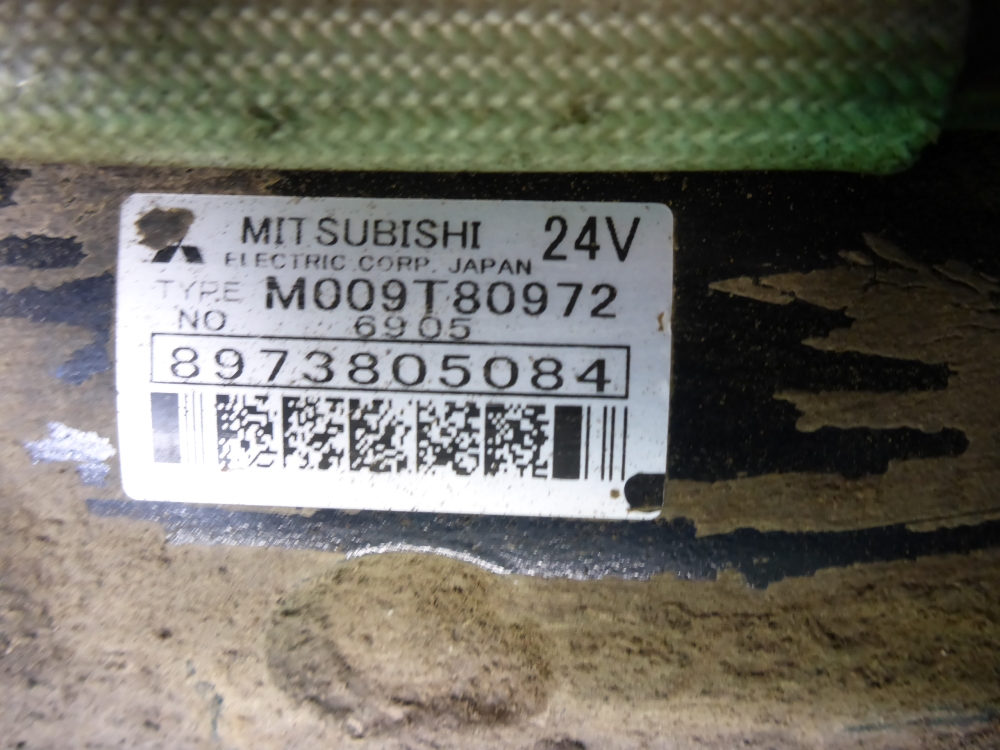 MITSUBISHI 24V
ELECTRIC CORP. JAPAN
TYPE M009T80972
NO 6905
8973805084